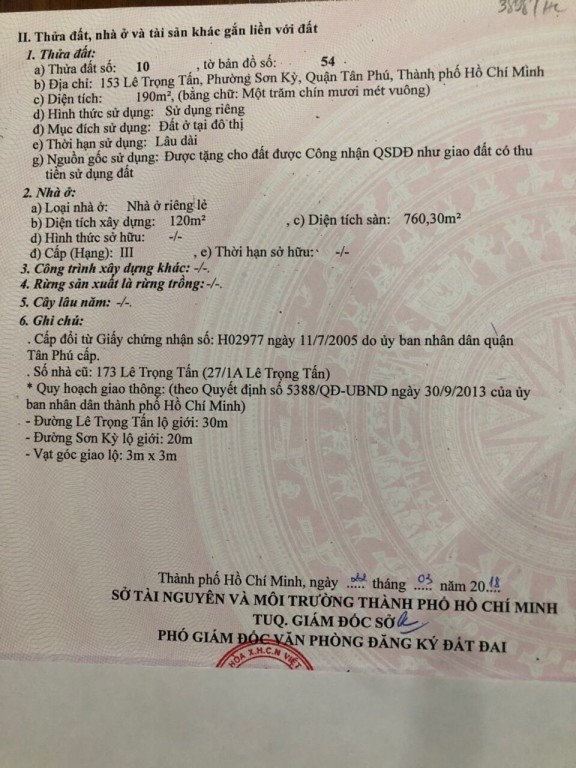 II. Thửa đất, nhà ở và tài sản khác gắn liền với đất
1. Thửa đất:
a) Thửa đất số: 10 , tờ bản đồ số: 54
b) Địa chỉ: 153 Lê Trọng Tấn, Phường Sơn Kỳ, Quận Tân Phú, Thành phố Hồ Chí Minh
c) Diện tích: 190m², (bằng chữ: Một trăm chín mươi mét vuông)
d) Hình thức sử dụng: Sử dụng riêng
đ) Mục đích sử dụng: Đất ở tại đô thị
e) Thời hạn sử dụng: Lâu dài
g) Nguồn gốc sử dụng: Được tặng cho đất được Công nhận QSDĐ như giao đất có thu
tiền sử dụng đất
2. Nhà ở:
a) Loại nhà ở: Nhà ở riêng lẻ
b) Diện tích xây dựng: 120m² , c) Diện tích sàn: 760,30m²
d) Hình thức sở hữu: -/-
đ) Cấp (Hạng): III , e) Thời hạn sở hữu: -/-
3. Công trình xây dựng khác: -/-.
4. Rừng sản xuất là rừng trồng: -/-.
5. Cây lâu năm: -/-.
6. Ghi chú:
. Cấp đổi từ Giấy chứng nhận số: H02977 ngày 11/7/2005 do ủy ban nhân dân quận
Tân Phú cấp.
. Số nhà cũ: 173 Lê Trọng Tấn (27/1A Lê Trọng Tấn)
* Quy hoạch giao thông: (theo Quyết định số 5388/QĐ-UBND ngày 30/9/2013 của ủy
ban nhân dân thành phố Hồ Chí Minh)
- Đường Lê Trọng Tấn lộ giới: 30m
- Đường Sơn Kỳ lộ giới: 20m
- Vạt góc giao lộ: 3m x 3m
Thành phố Hồ Chí Minh, ngày ..... tháng 03 năm 2018
SỞ TÀI NGUYÊN VÀ MÔI TRƯỜNG THÀNH PHỐ HỒ CHÍ MINH
TUQ. GIÁM ĐỐC SỞ
PHÓ GIÁM ĐỐC VĂN PHÒNG ĐĂNG KÝ ĐẤT ĐAI
HÒA X.H.C.N VIỆT